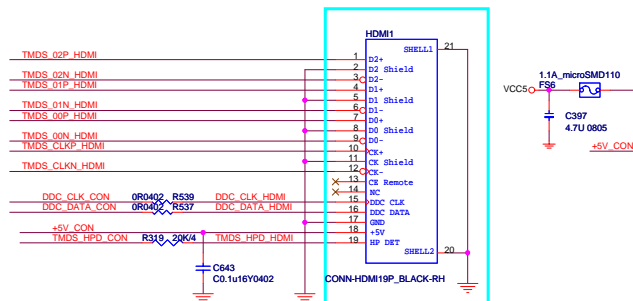 HDMI1
SHELL1 21
TMDS_02P_HDMI 1 D2+
2 D2 Shield
TMDS_02N_HDMI 3 D2-
TMDS_01P_HDMI 4 D1+
5 D1 Shield
TMDS_01N_HDMI 6 D1-
TMDS_00P_HDMI 7 D0+
8 D0 Shield
TMDS_00N_HDMI 9 D0-
TMDS_CLKP_HDMI 10 CK+
11 CK Shield
TMDS_CLKN_HDMI 12 CK-
13 CE Remote
14 NC
DDC_CLK_CON 0R0402 R539 DDC_CLK_HDMI 15 DDC CLK
DDC_DATA_CON 0R0402 R537 DDC_DATA_HDMI 16 DDC DATA
17 GND
+5V_CON 18 +5V
TMDS_HPD_CON R319 20K/4 TMDS_HPD_HDMI 19 HP DET
SHELL2 20
C643
C0.1u16Y0402
CONN-HDMI19P_BLACK-RH
1.1A_microSMD110
FS6
VCC5
C397
4.7U 0805
+5V_CON